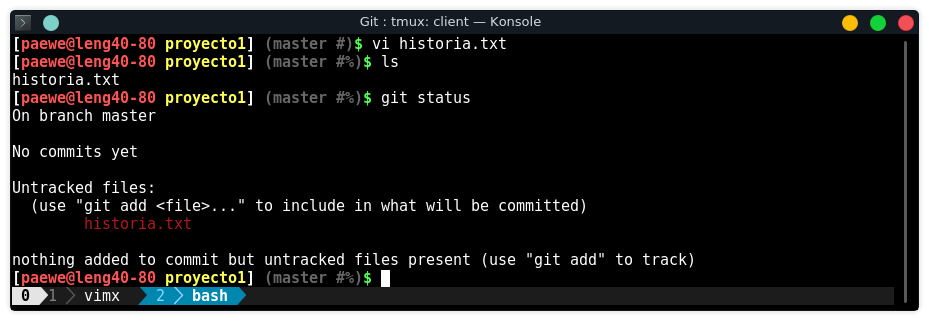 Git : tmux: client — Konsole
[paewe@leng40-80 proyecto1] (master #)$ vi historia.txt
[paewe@leng40-80 proyecto1] (master #%)$ ls
historia.txt
[paewe@leng40-80 proyecto1] (master #%)$ git status
On branch master
No commits yet
Untracked files:
(use "git add <file>..." to include in what will be committed)
historia.txt
nothing added to commit but untracked files present (use "git add" to track)
[paewe@leng40-80 proyecto1] (master #%)$
0 1 vimx 2 bash